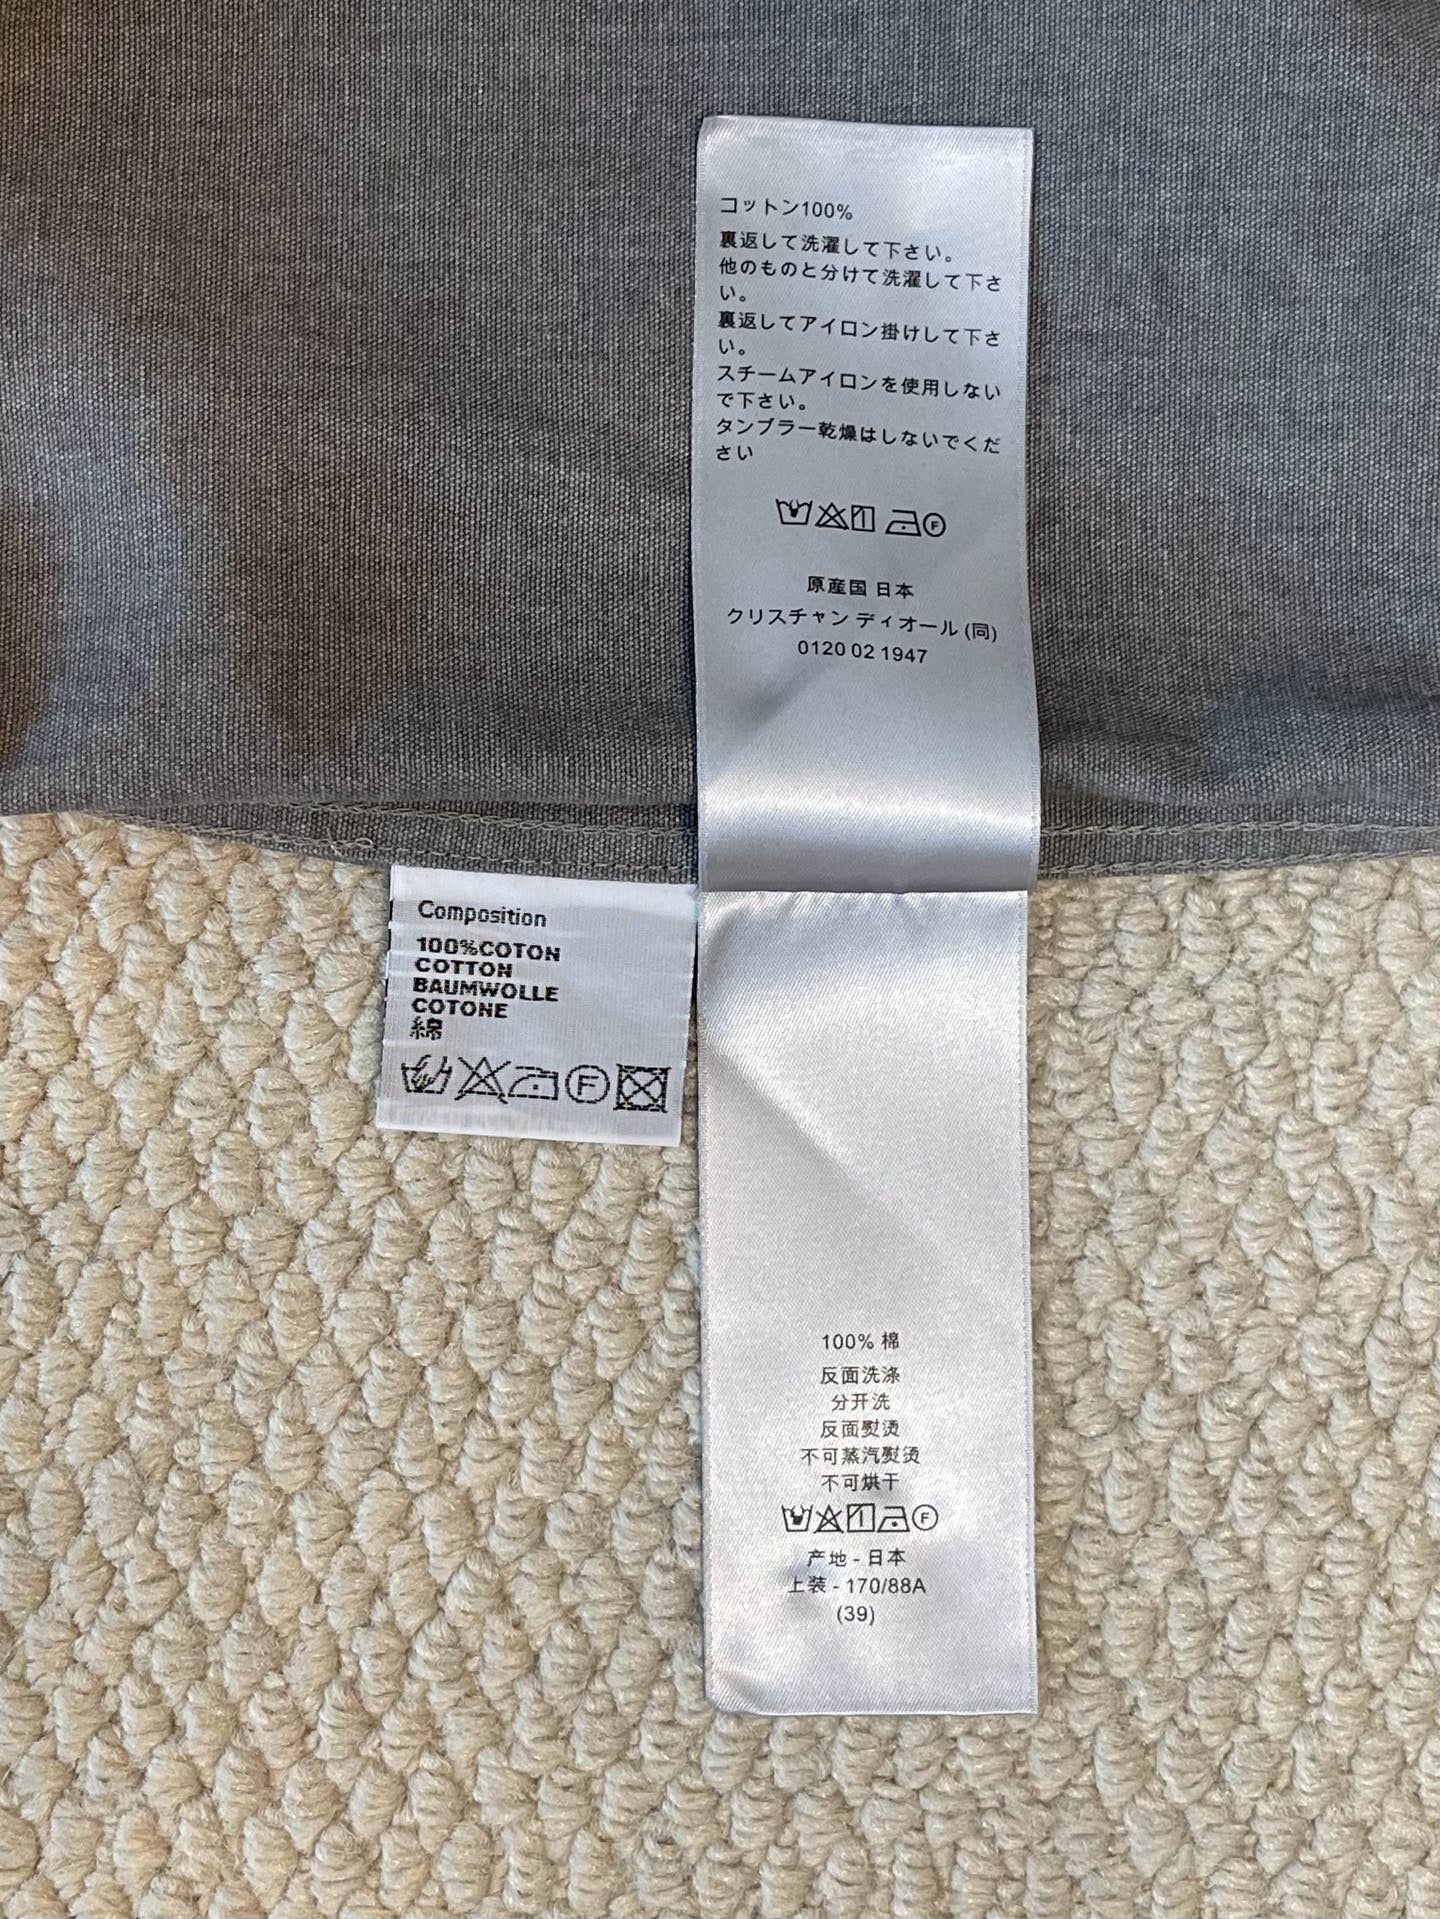 コットン100%
裏返して洗濯して下さい。
他のものと分けて洗濯して下さ
い。
裏返してアイロン掛けして下さ
い。
スチームアイロンを使用しない
で下さい。
タンブラー乾燥はしないでくだ
さい
F
原産国 日本
クリスチャン ディオール (同)
0120 02 1947
Composition
100%COTON
COTTON
BAUMWOLLE
COTONE
綿
F
100% 棉
反面洗涤
分开洗
反面熨烫
不可蒸汽熨烫
不可烘干
F
产地 - 日本
上装 - 170/88A
(39)